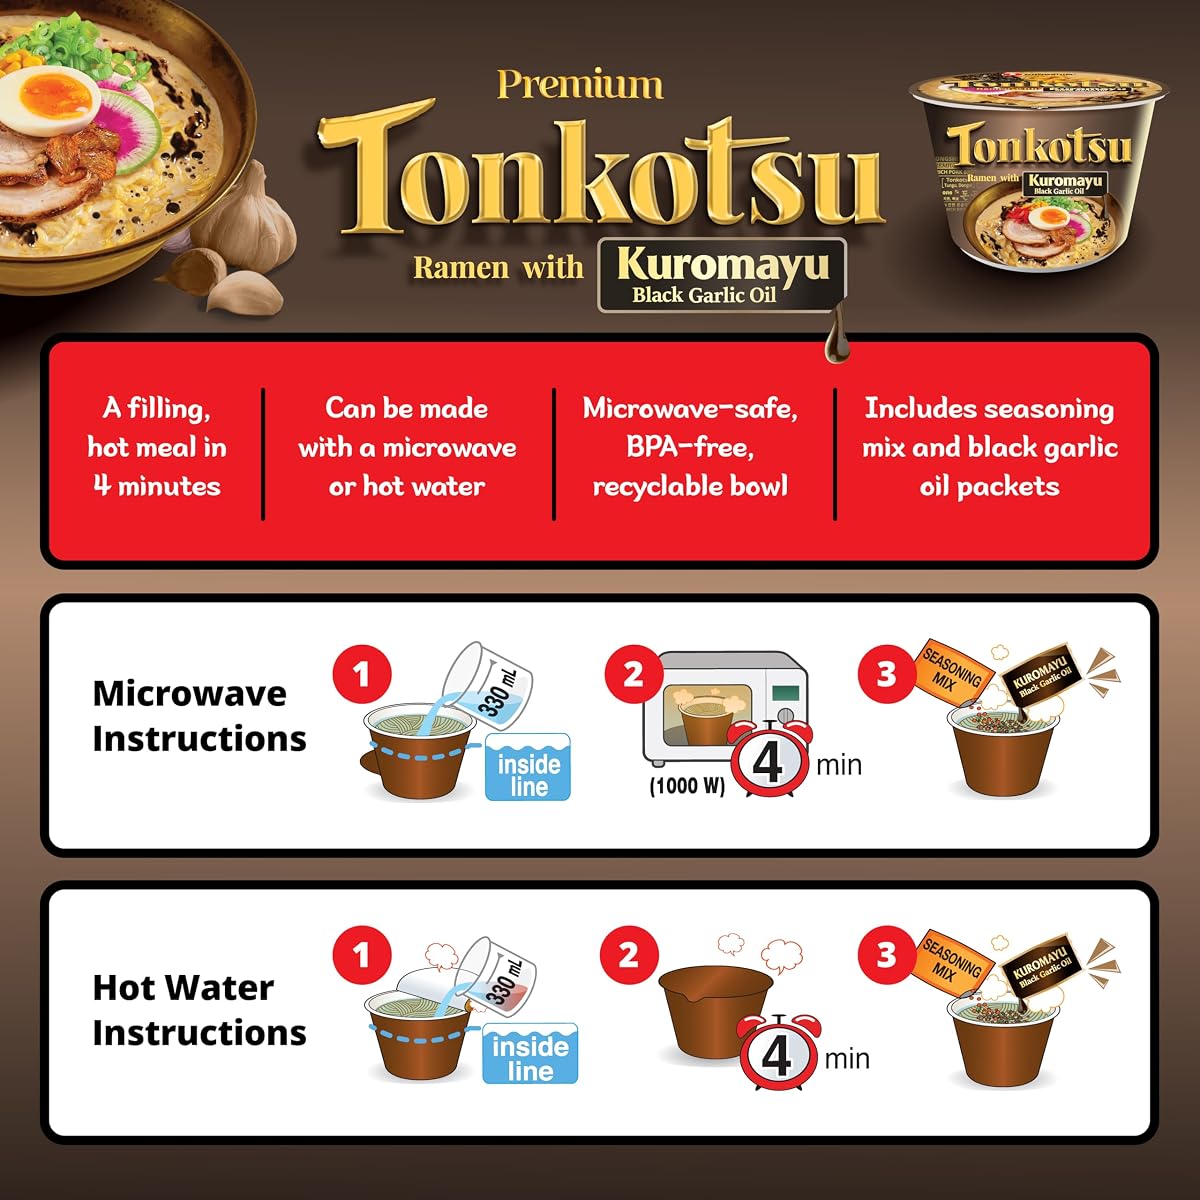 Premium
Tonkotsu
Ramen with Kuromayu
Black Garlic Oil
Tonkotsu
Kuromayu
Tonkotsu
Ramen with Kuromayu
Black Garlic Oil
A filling,
hot meal in
4 minutes
Can be made
with a microwave
or hot water
Microwave-safe,
BPA-free,
recyclable bowl
Includes seasoning
mix and black garlic
oil packets
Microwave
Instructions
1
330 mL
inside
line
2
(1000 W)
4 min
3
SEASONING
MIX
KUROMAYU
Black Garlic Oil
Hot Water
Instructions
1
330 mL
inside
line
2
4 min
3
SEASONING
MIX
KUROMAYU
Black Garlic Oil